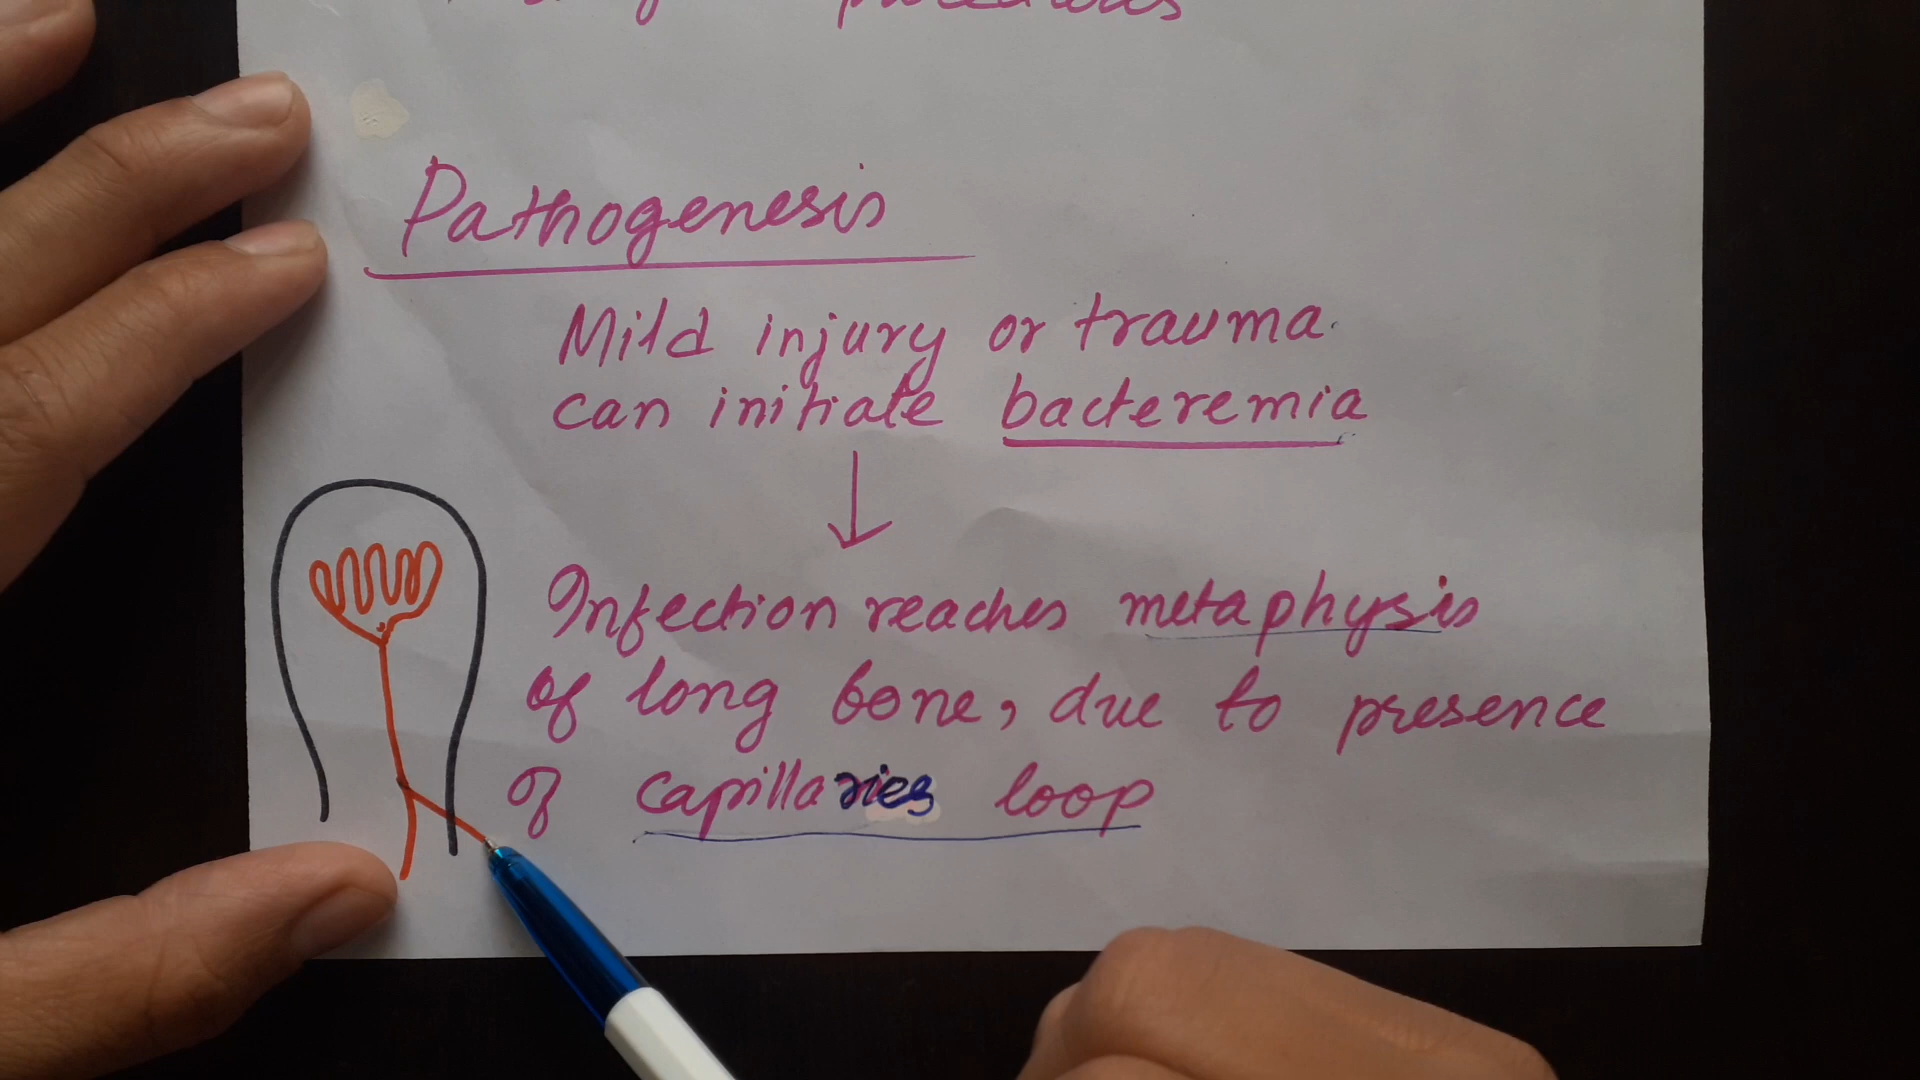 Pathogenesis
Mild injury or trauma
can initiate bacteremia
Infection reaches metaphysis
of long bone, due to presence
of capillaries loop